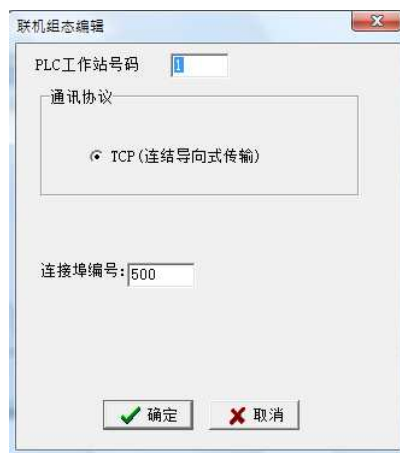 联机组态编辑
PLC工作站号码 1
通讯协议
TCP(连结导向式传输)
连接埠编号: 500
确定 取消